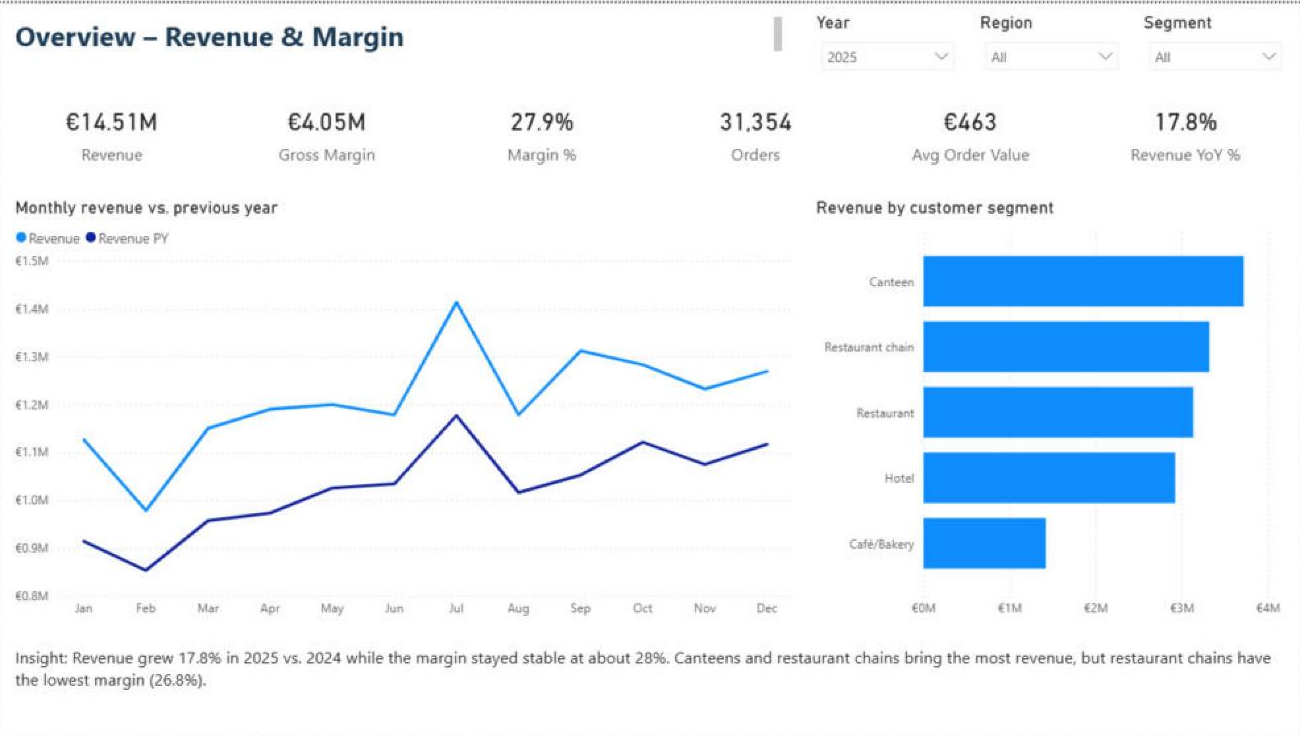 Overview – Revenue & Margin
Year
Region
Segment
2025
All
All
€14.51M
€4.05M
27.9%
31,354
€463
17.8%
Revenue
Gross Margin
Margin %
Orders
Avg Order Value
Revenue YoY %
Monthly revenue vs. previous year
Revenue
Revenue PY
€1.5M
€1.4M
€1.3M
€1.2M
€1.1M
€1.0M
€0.9M
€0.8M
Jan
Feb
Mar
Apr
May
Jun
Jul
Aug
Sep
Oct
Nov
Dec
Revenue by customer segment
Canteen
Restaurant chain
Restaurant
Hotel
Café/Bakery
€0M
€1M
€2M
€3M
€4M
Insight: Revenue grew 17.8% in 2025 vs. 2024 while the margin stayed stable at about 28%. Canteens and restaurant chains bring the most revenue, but restaurant chains have
the lowest margin (26.8%).